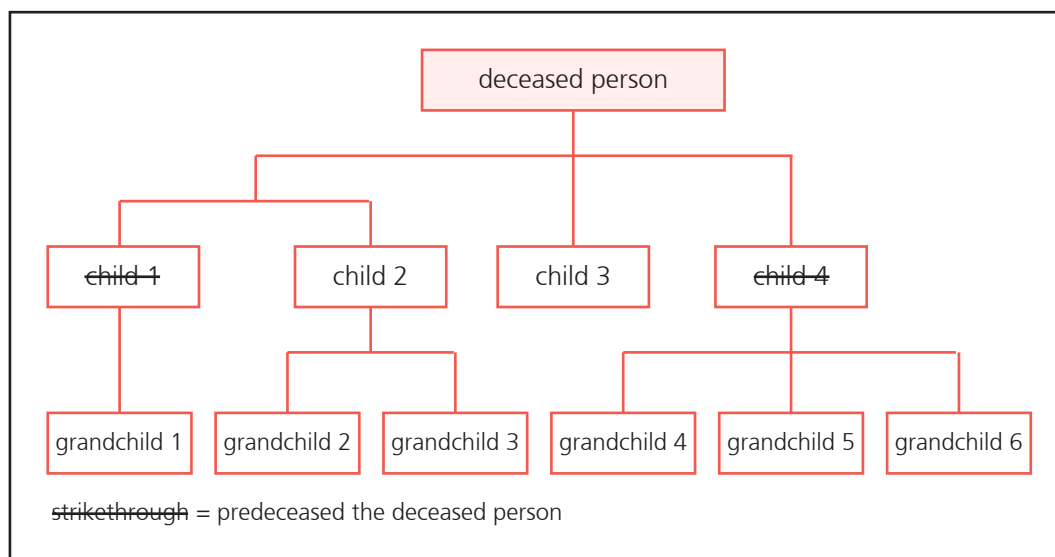 deceased person
child 1
child 2
child 3
child 4
grandchild 1
grandchild 2
grandchild 3
grandchild 4
grandchild 5
grandchild 6
strikethrough = predeceased the deceased person